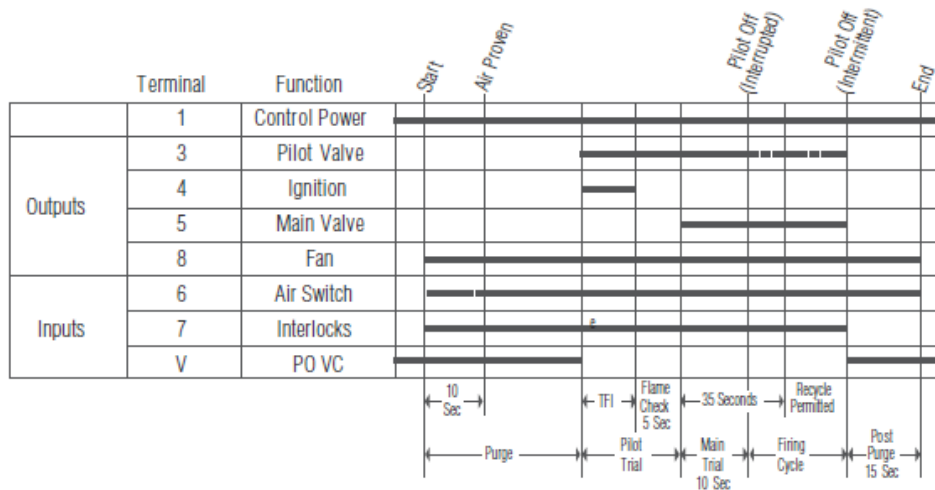 Start
Air Proven
Pilot Off
(Interrupted)
Pilot Off
(Intermittent)
End
Terminal Function
1 Control Power
Outputs
3 Pilot Valve
4 Ignition
5 Main Valve
8 Fan
Inputs
6 Air Switch
7 Interlocks
e
V PO VC
10
Sec
TFI
Flame
Check
5 Sec
35 Seconds
Recycle
Permitted
Purge
Pilot
Trial
Main
Trial
10 Sec
Firing
Cycle
Post
Purge
15 Sec